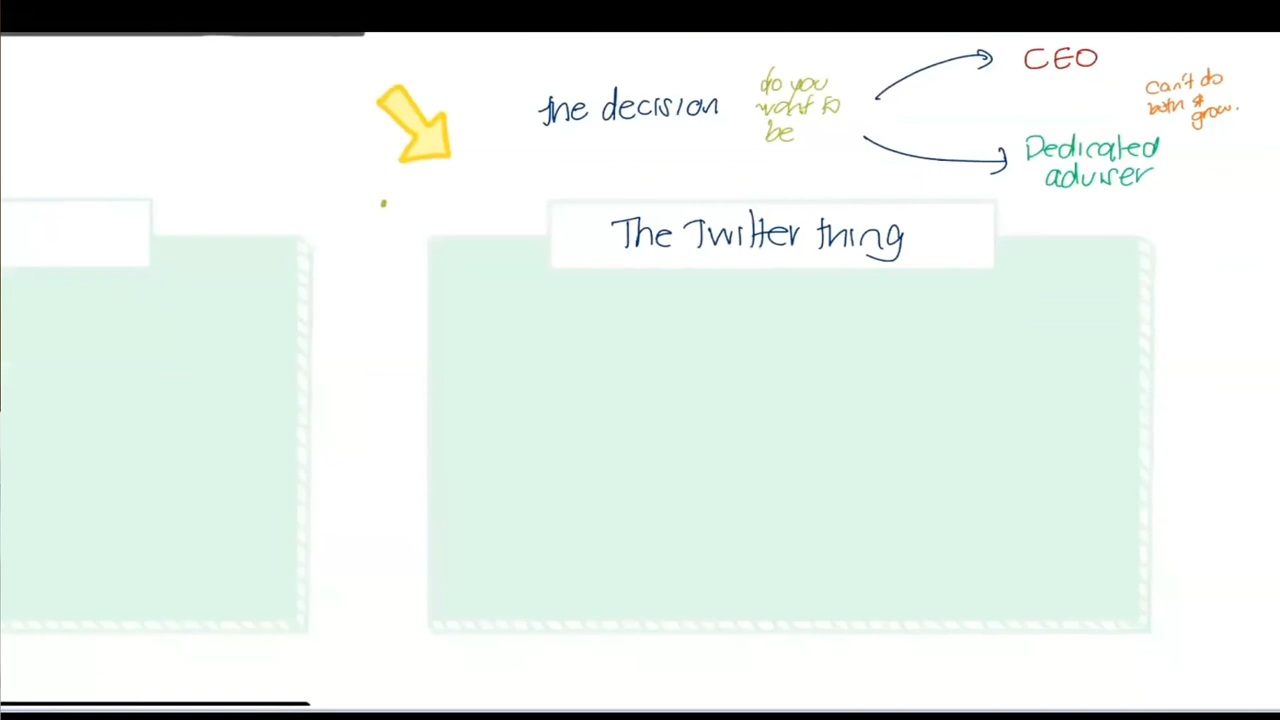 the decision
do you
want to
be
CEO
Can't do
both &
grow.
Dedicated
adviser
The Twitter thing